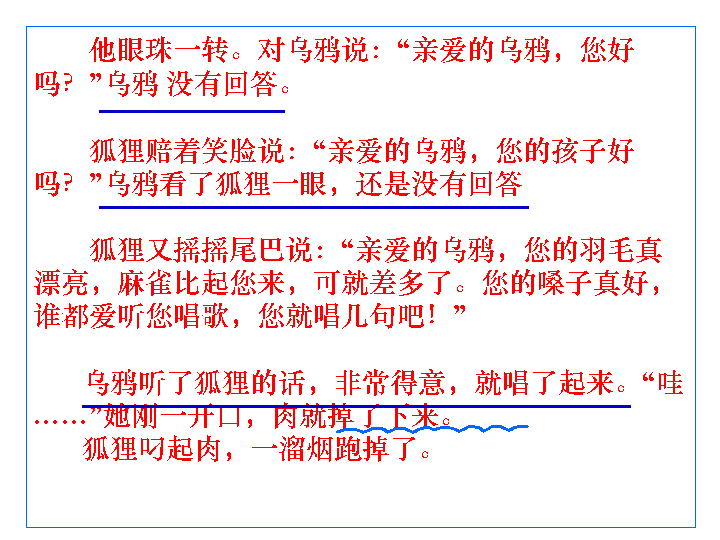 他眼珠一转。对乌鸦说：“亲爱的乌鸦，您好
吗？”乌鸦 没有回答。
狐狸赔着笑脸说：“亲爱的乌鸦，您的孩子好
吗？”乌鸦看了狐狸一眼，还是没有回答
狐狸又摇摇尾巴说：“亲爱的乌鸦，您的羽毛真
漂亮，麻雀比起您来，可就差多了。您的嗓子真好，
谁都爱听您唱歌，您就唱几句吧！”
乌鸦听了狐狸的话，非常得意，就唱了起来。“哇
……”她刚一开口，肉就掉了下来。
狐狸叼起肉，一溜烟跑掉了。